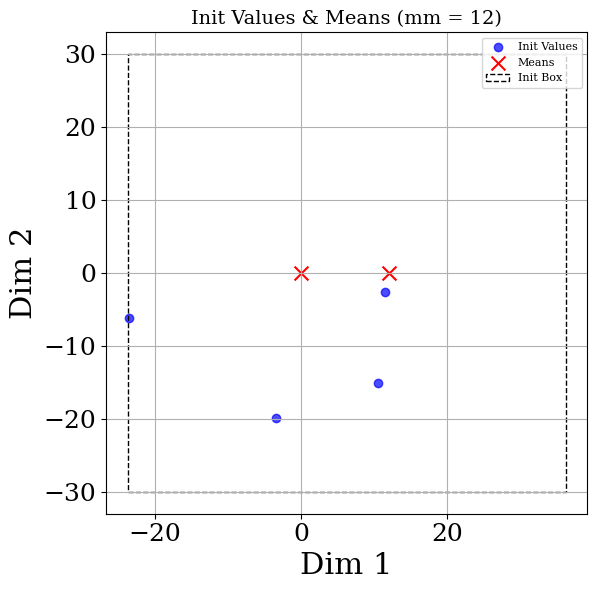 Init Values & Means (mm = 12)
Init Values
Means
Init Box
30
20
10
0
−10
−20
−30
Dim 2
−20
0
20
Dim 1